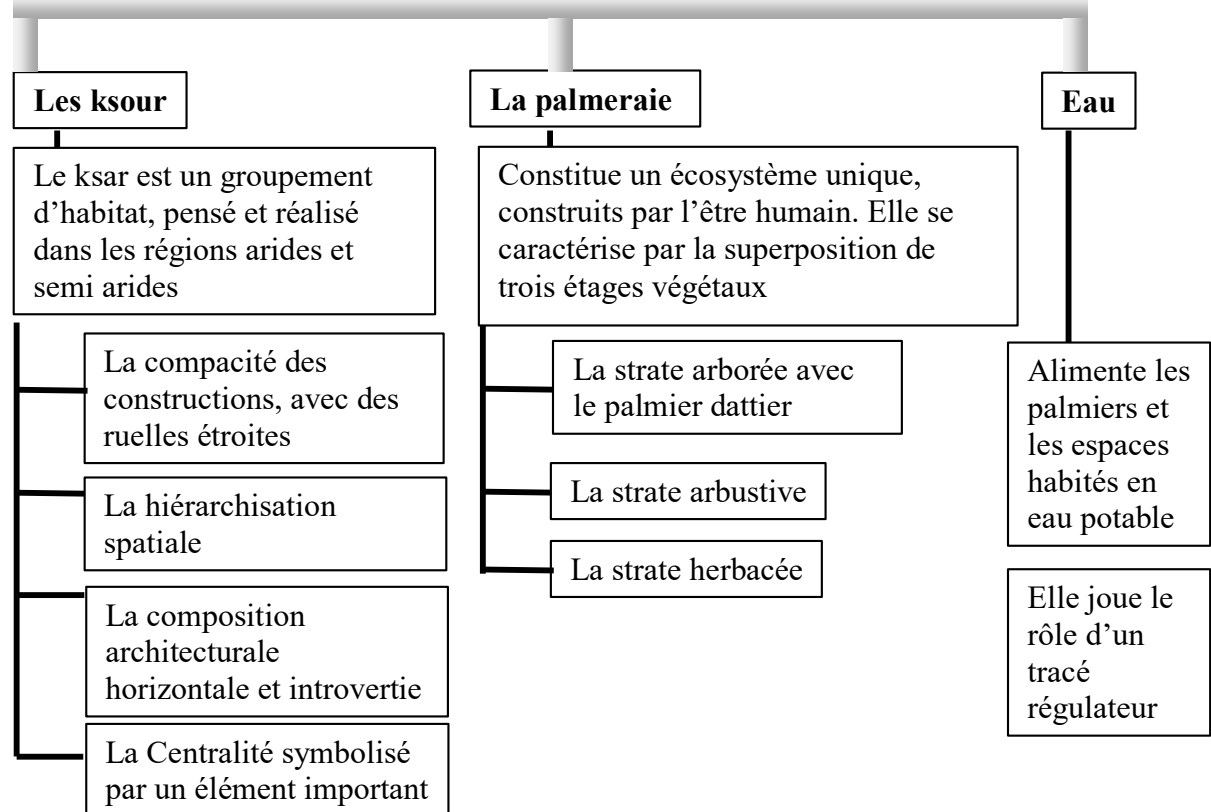 Les ksour
Le ksar est un groupement
d’habitat, pensé et réalisé
dans les régions arides et
semi arides
La compacité des
constructions, avec des
ruelles étroites
La hiérarchisation
spatiale
La composition
architecturale
horizontale et introvertie
La Centralité symbolisé
par un élément important
La palmeraie
Constitue un écosystème unique,
construits par l’être humain. Elle se
caractérise par la superposition de
trois étages végétaux
La strate arborée avec
le palmier dattier
La strate arbustive
La strate herbacée
Eau
Alimente les
palmiers et
les espaces
habités en
eau potable
Elle joue le
rôle d’un
tracé
régulateur